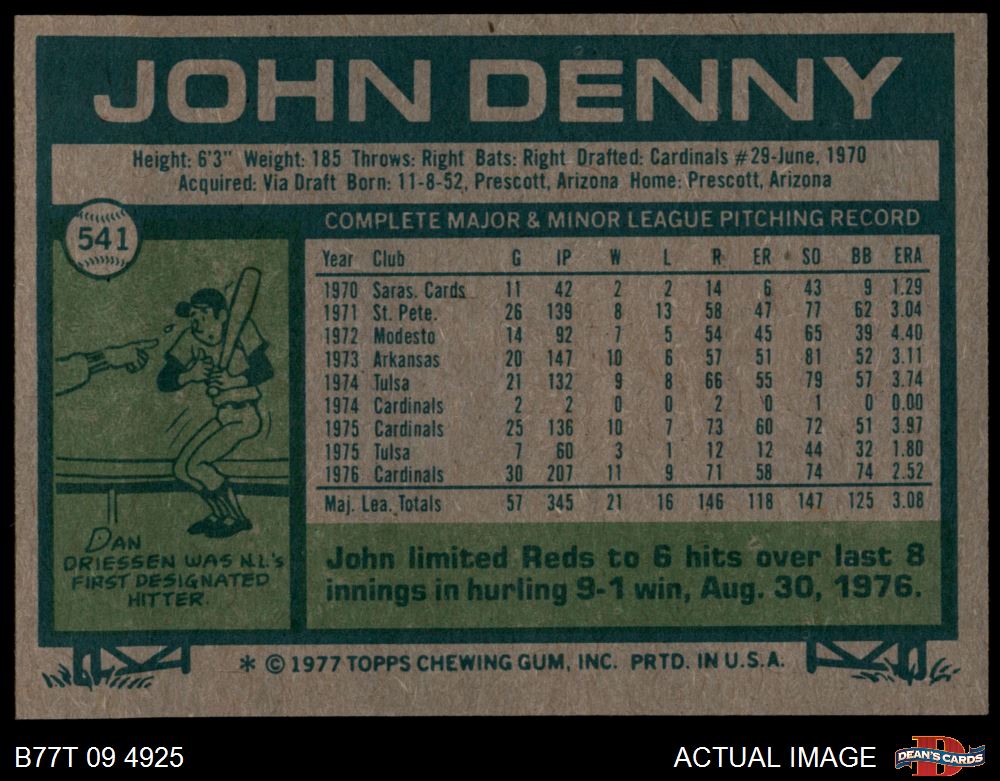 JOHN DENNY
Height: 6'3" Weight: 185 Throws: Right Bats: Right Drafted: Cardinals #29-June, 1970
Acquired: Via Draft Born: 11-8-52, Prescott, Arizona Home: Prescott, Arizona
541
COMPLETE MAJOR & MINOR LEAGUE PITCHING RECORD
Year Club G IP W L R ER SO BB ERA
1970 Saras. Cards 11 42 2 2 14 6 43 9 1.29
1971 St. Pete. 26 139 8 13 58 47 77 62 3.04
1972 Modesto 14 92 7 5 54 45 65 39 4.40
1973 Arkansas 20 147 10 6 57 51 81 52 3.11
1974 Tulsa 21 132 9 8 66 55 79 57 3.74
1974 Cardinals 2 2 0 0 2 0 1 0 0.00
1975 Cardinals 25 136 10 7 73 60 72 51 3.97
1975 Tulsa 7 60 3 1 12 12 44 32 1.80
1976 Cardinals 30 207 11 9 71 58 74 74 2.52
Maj. Lea. Totals 57 345 21 16 146 118 147 125 3.08
DAN
DRIESSEN WAS N.L.'s
FIRST DESIGNATED
HITTER.
John limited Reds to 6 hits over last 8
innings in hurling 9-1 win, Aug. 30, 1976.
* © 1977 TOPPS CHEWING GUM, INC. PRTD. IN U.S.A.
B77T 09 4925
ACTUAL IMAGE
D
DEAN'S CARDS